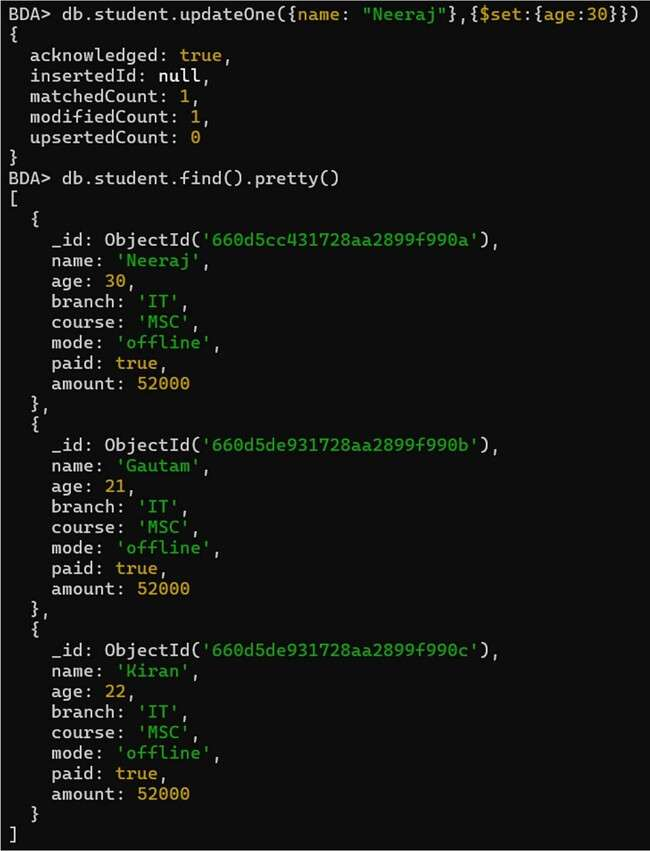 BDA> db.student.updateOne({name: "Neeraj"},{$set:{age:30}})
{
  acknowledged: true,
  insertedId: null,
  matchedCount: 1,
  modifiedCount: 1,
  upsertedCount: 0
}
BDA> db.student.find().pretty()
[
  {
    _id: ObjectId('660d5cc431728aa2899f990a'),
    name: 'Neeraj',
    age: 30,
    branch: 'IT',
    course: 'MSC',
    mode: 'offline',
    paid: true,
    amount: 52000
  },
  {
    _id: ObjectId('660d5de931728aa2899f990b'),
    name: 'Gautam',
    age: 21,
    branch: 'IT',
    course: 'MSC',
    mode: 'offline',
    paid: true,
    amount: 52000
  },
  {
    _id: ObjectId('660d5de931728aa2899f990c'),
    name: 'Kiran',
    age: 22,
    branch: 'IT',
    course: 'MSC',
    mode: 'offline',
    paid: true,
    amount: 52000
  }
]